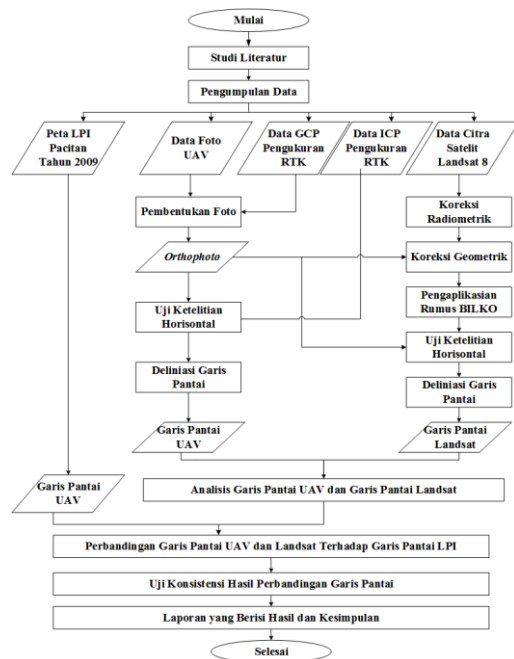 Mulai
Studi Literatur
Pengumpulan Data
Peta LPI
Pacitan
Tahun 2009
Data Foto
UAV
Data GCP
Pengukuran
RTK
Data ICP
Pengukuran
RTK
Data Citra
Satelit
Landsat 8
Pembentukan Foto
Koreksi
Radiometrik
Orthophoto
Koreksi Geometrik
Pengaplikasian
Rumus BILKO
Uji Ketelitian
Horisontal
Uji Ketelitian
Horisontal
Deliniasi Garis
Pantai
Deliniasi Garis
Pantai
Garis Pantai
UAV
Garis Pantai
Landsat
Garis Pantai
UAV
Analisis Garis Pantai UAV dan Garis Pantai Landsat
Perbandingan Garis Pantai UAV dan Landsat Terhadap Garis Pantai LPI
Uji Konsistensi Hasil Perbandingan Garis Pantai
Laporan yang Berisi Hasil dan Kesimpulan
Selesai